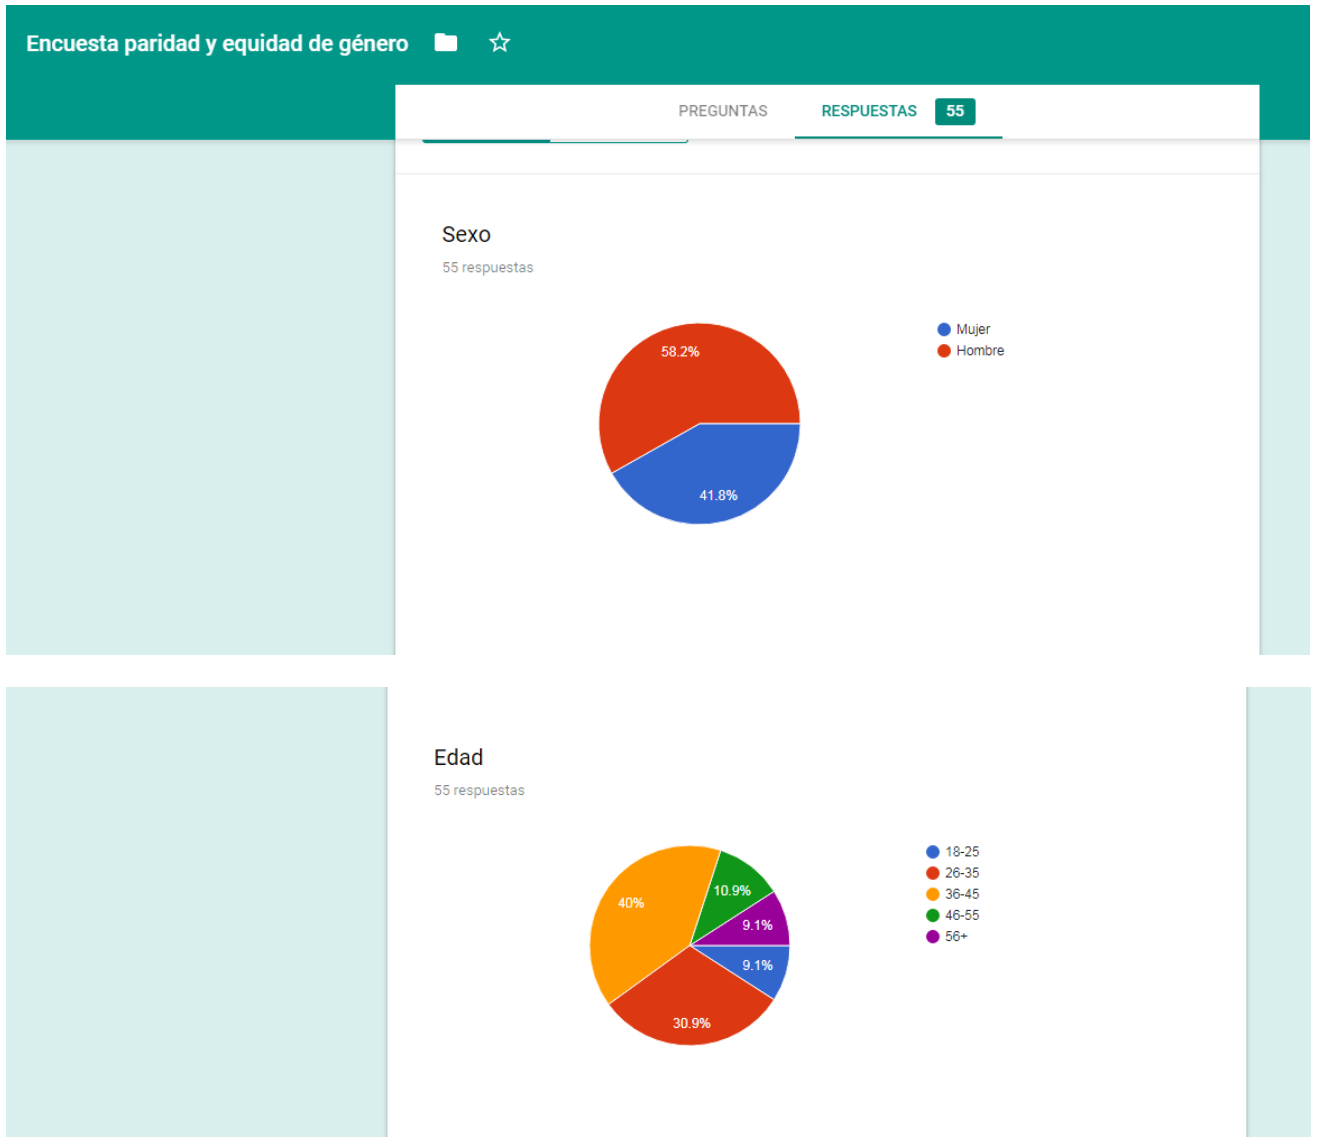 Encuesta paridad y equidad de género
PREGUNTAS RESPUESTAS 55
Sexo
55 respuestas
58.2%
41.8%
Mujer
Hombre
Edad
55 respuestas
40%
10.9%
9.1%
9.1%
30.9%
18-25
26-35
36-45
46-55
56+